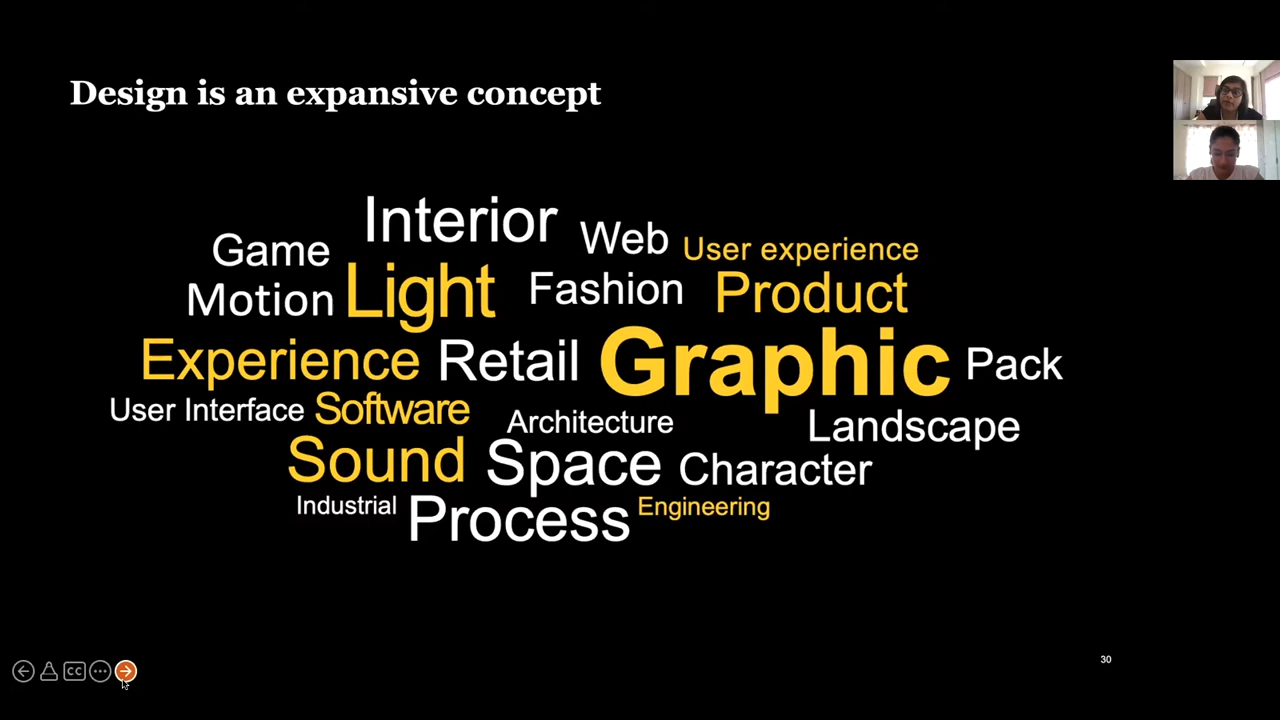 Design is an expansive concept
Interior
Game
Web
User experience
Motion
Light
Fashion
Product
Experience
Retail
Graphic
Pack
User Interface
Software
Architecture
Landscape
Sound
Space
Character
Industrial
Process
Engineering
CC
30